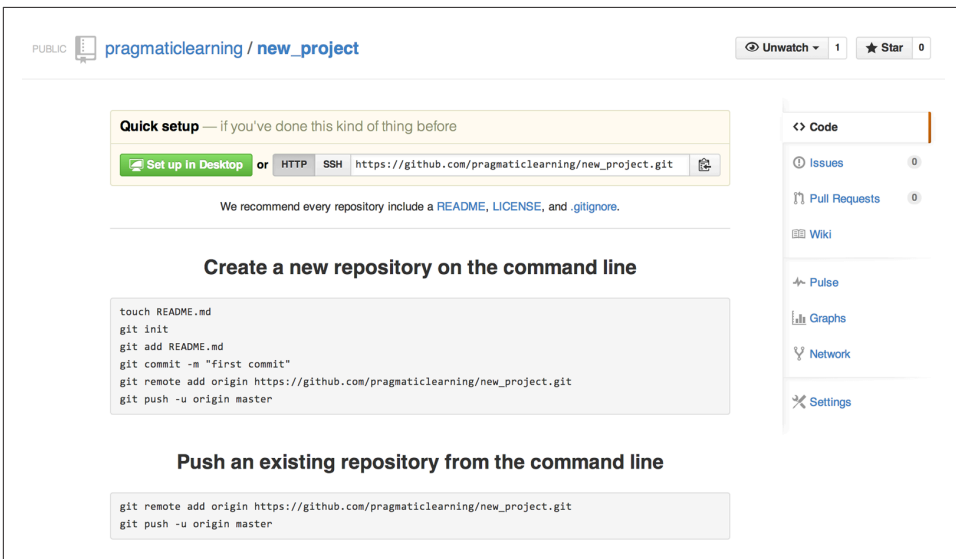 PUBLIC pragmaticlearning / new_project
Unwatch 1 Star 0
Quick setup — if you've done this kind of thing before
Set up in Desktop or HTTP SSH https://github.com/pragmaticlearning/new_project.git
We recommend every repository include a README, LICENSE, and .gitignore.
Create a new repository on the command line
touch README.md
git init
git add README.md
git commit -m "first commit"
git remote add origin https://github.com/pragmaticlearning/new_project.git
git push -u origin master
Push an existing repository from the command line
git remote add origin https://github.com/pragmaticlearning/new_project.git
git push -u origin master
<> Code
Issues 0
Pull Requests 0
Wiki
Pulse
Graphs
Network
Settings